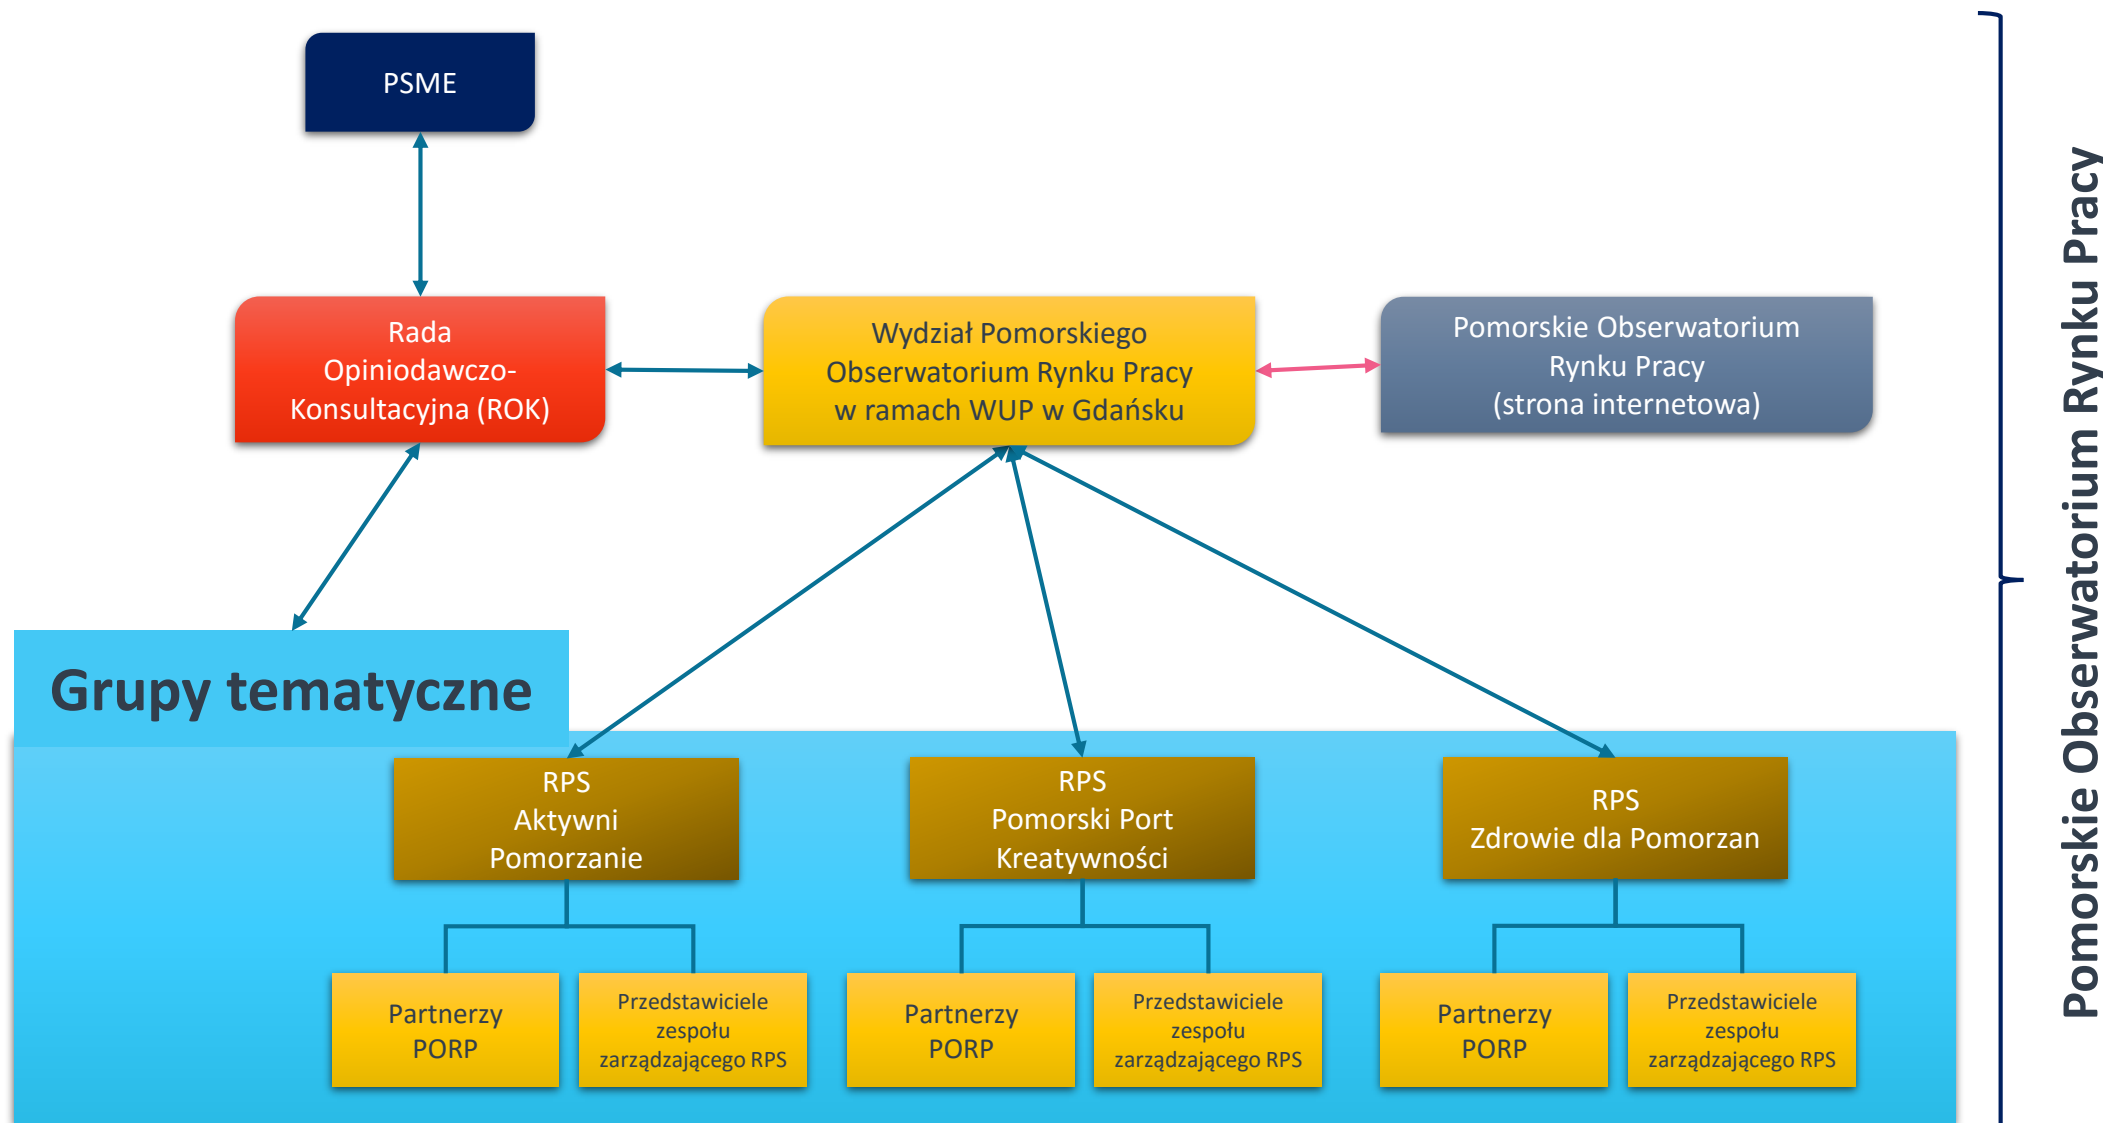 PSME
Rada
Opiniodawczo-
Konsultacyjna (ROK)
Wydział Pomorskiego
Obserwatorium Rynku Pracy
w ramach WUP w Gdańsku
Pomorskie Obserwatorium
Rynku Pracy
(strona internetowa)
Grupy tematyczne
RPS
Aktywni
Pomorzanie
RPS
Pomorski Port
Kreatywności
RPS
Zdrowie dla Pomorzan
Partnerzy
PORP
Przedstawiciele
zespołu
zarządzającego RPS
Partnerzy
PORP
Przedstawiciele
zespołu
zarządzającego RPS
Partnerzy
PORP
Przedstawiciele
zespołu
zarządzającego RPS
Pomorskie Obserwatorium Rynku Pracy